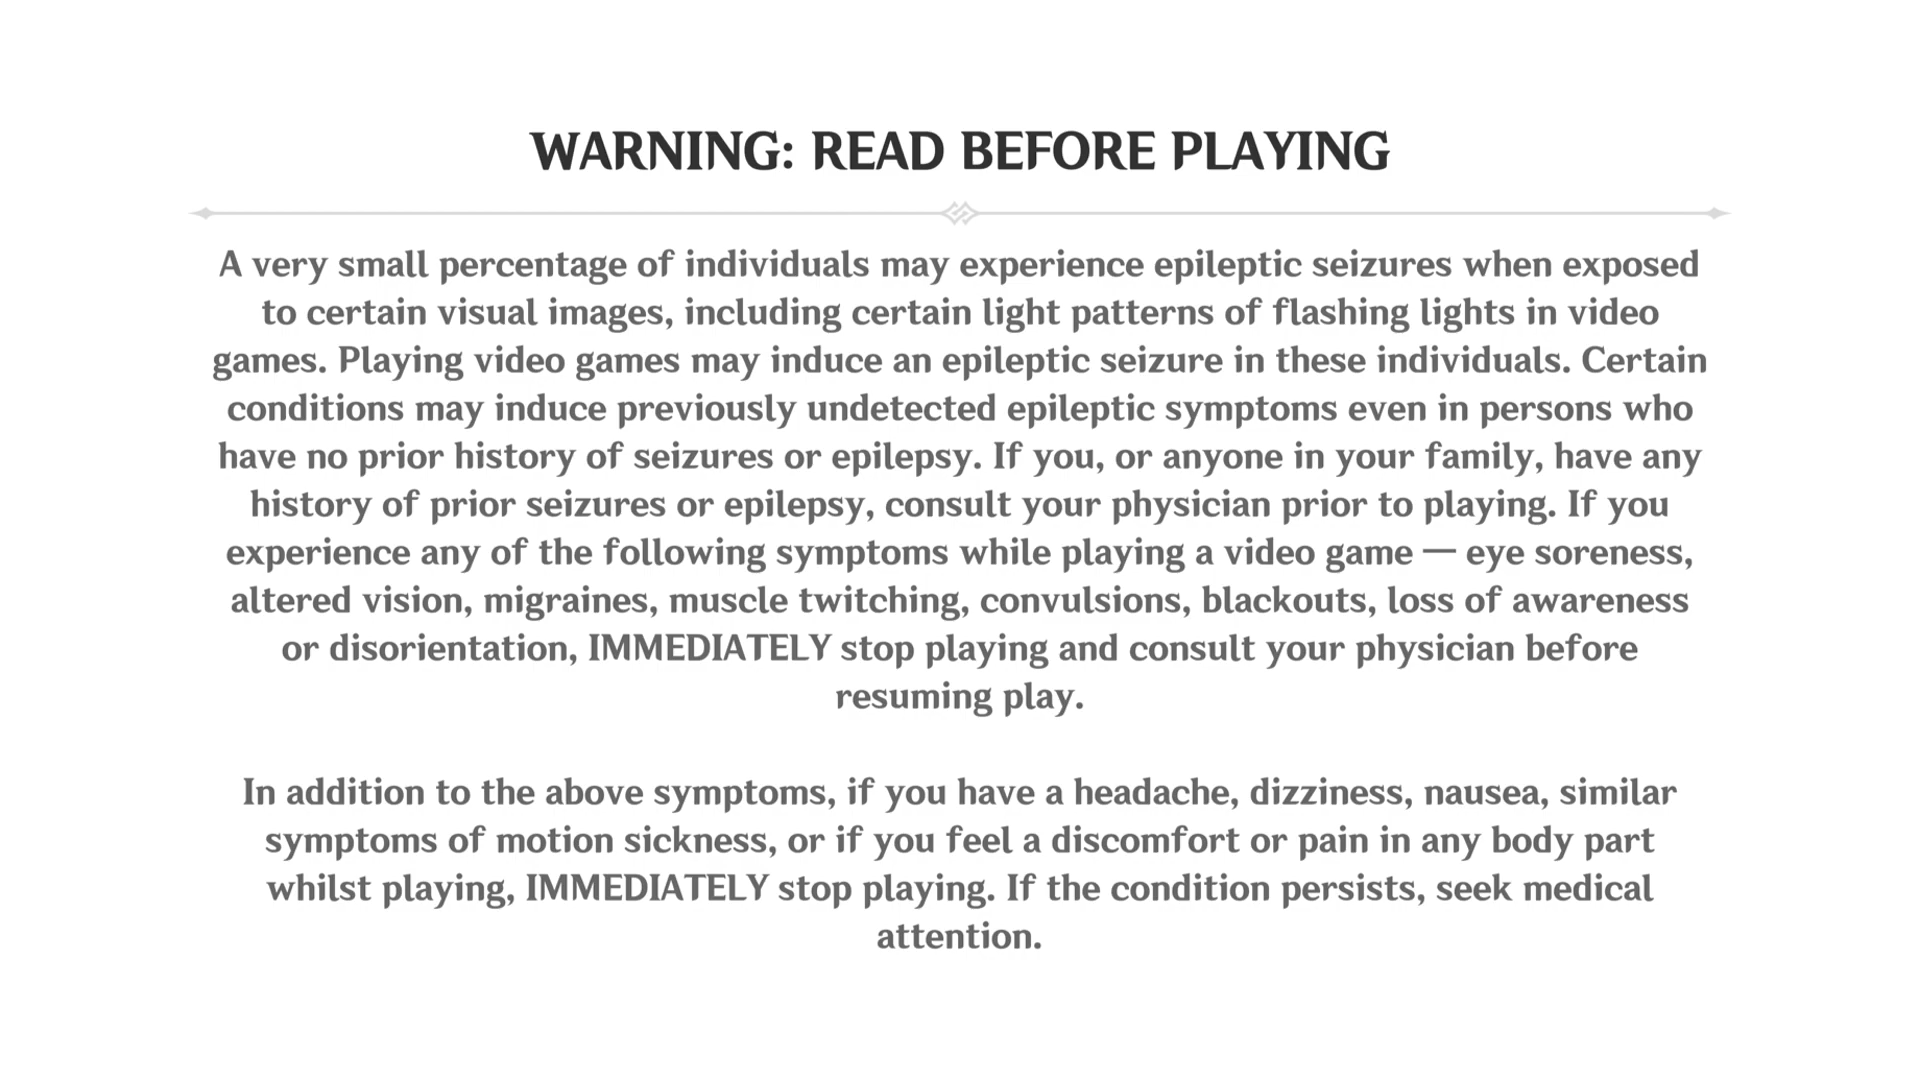 WARNING: READ BEFORE PLAYING
A very small percentage of individuals may experience epileptic seizures when exposed
to certain visual images, including certain light patterns of flashing lights in video
games. Playing video games may induce an epileptic seizure in these individuals. Certain
conditions may induce previously undetected epileptic symptoms even in persons who
have no prior history of seizures or epilepsy. If you, or anyone in your family, have any
history of prior seizures or epilepsy, consult your physician prior to playing. If you
experience any of the following symptoms while playing a video game — eye soreness,
altered vision, migraines, muscle twitching, convulsions, blackouts, loss of awareness
or disorientation, IMMEDIATELY stop playing and consult your physician before
resuming play.
In addition to the above symptoms, if you have a headache, dizziness, nausea, similar
symptoms of motion sickness, or if you feel a discomfort or pain in any body part
whilst playing, IMMEDIATELY stop playing. If the condition persists, seek medical
attention.